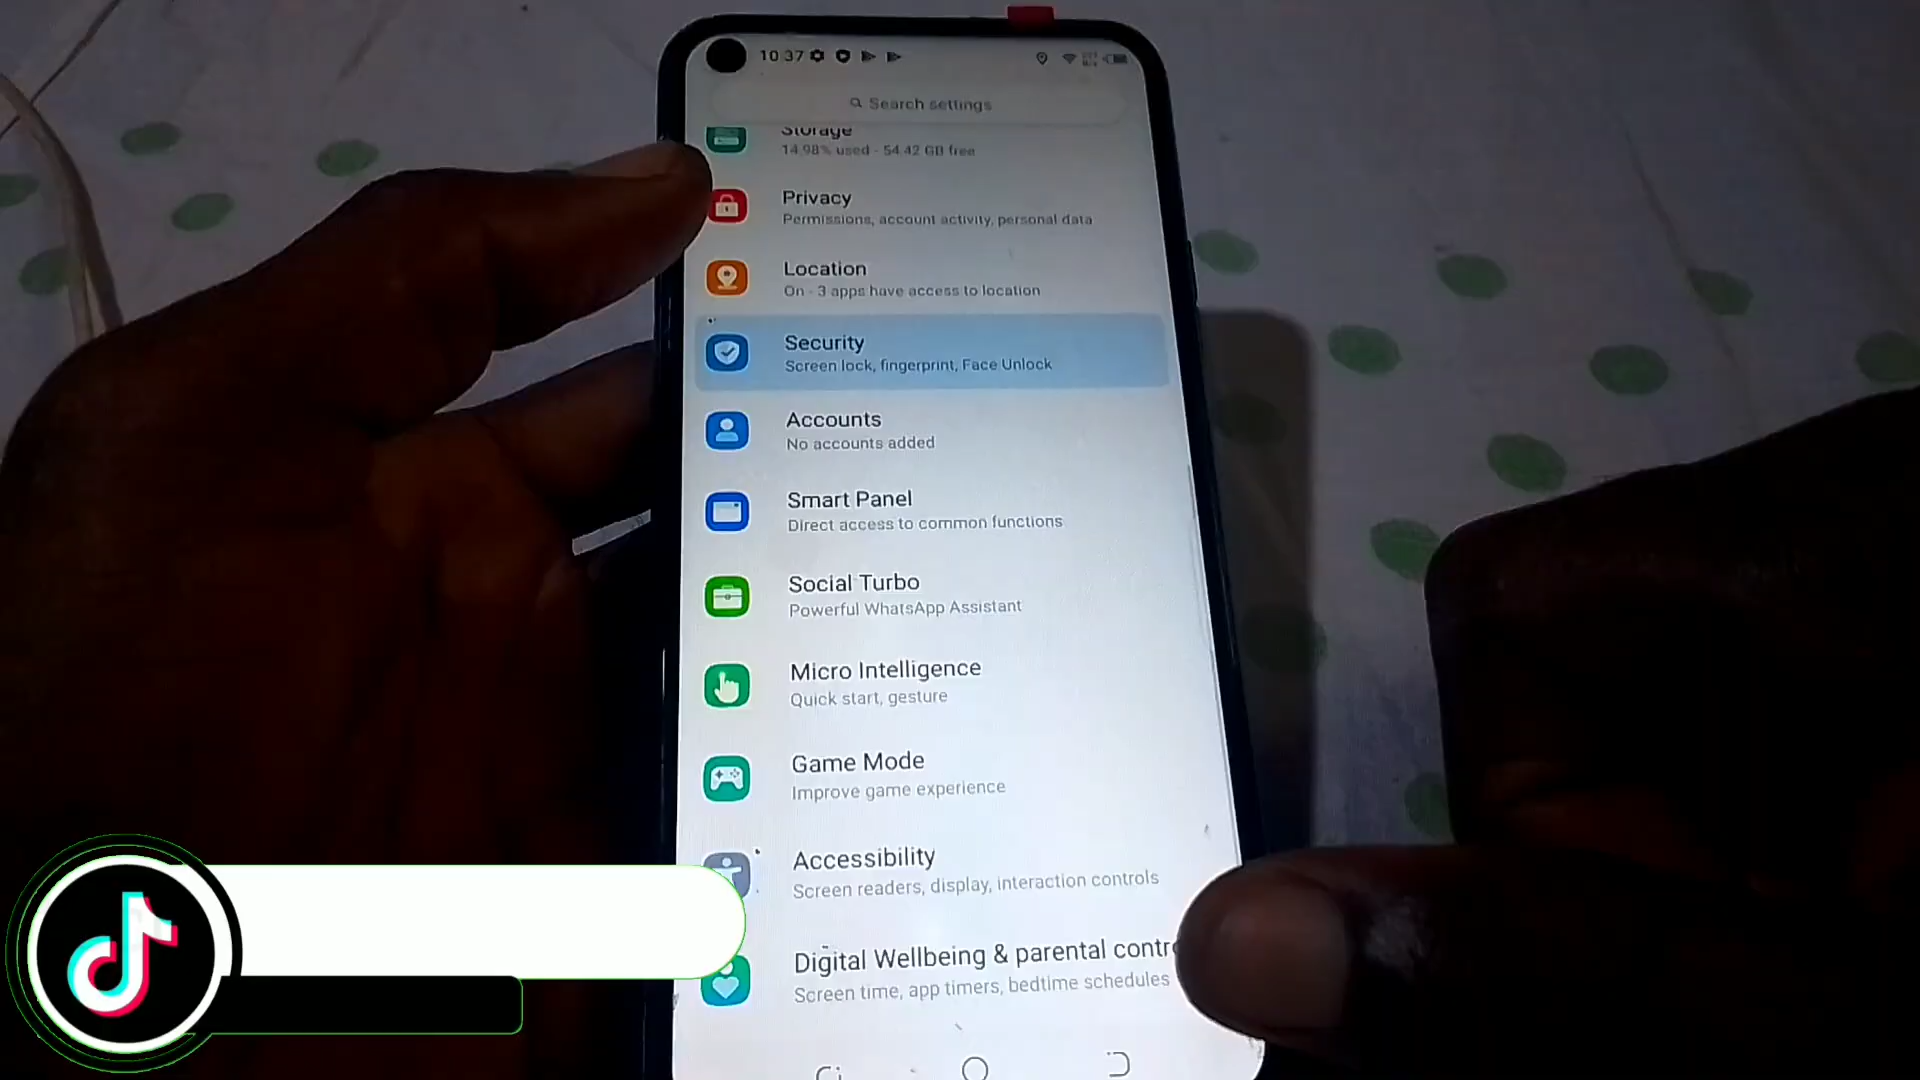 10 37
Search settings
Storage
14.98% used - 54.42 GB free
Privacy
Permissions, account activity, personal data
Location
On - 3 apps have access to location
Security
Screen lock, fingerprint, Face Unlock
Accounts
No accounts added
Smart Panel
Direct access to common functions
Social Turbo
Powerful WhatsApp Assistant
Micro Intelligence
Quick start, gesture
Game Mode
Improve game experience
Accessibility
Screen readers, display, interaction controls
Digital Wellbeing & parental contr
Screen time, app timers, bedtime schedules